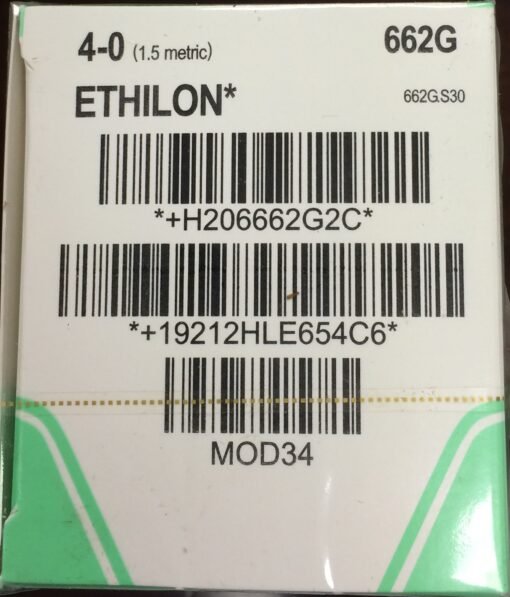 4-0 (1.5 metric) 662G
ETHILON* 662G.S30
*+H206662G2C*
*+19212HLE654C6*
MOD34